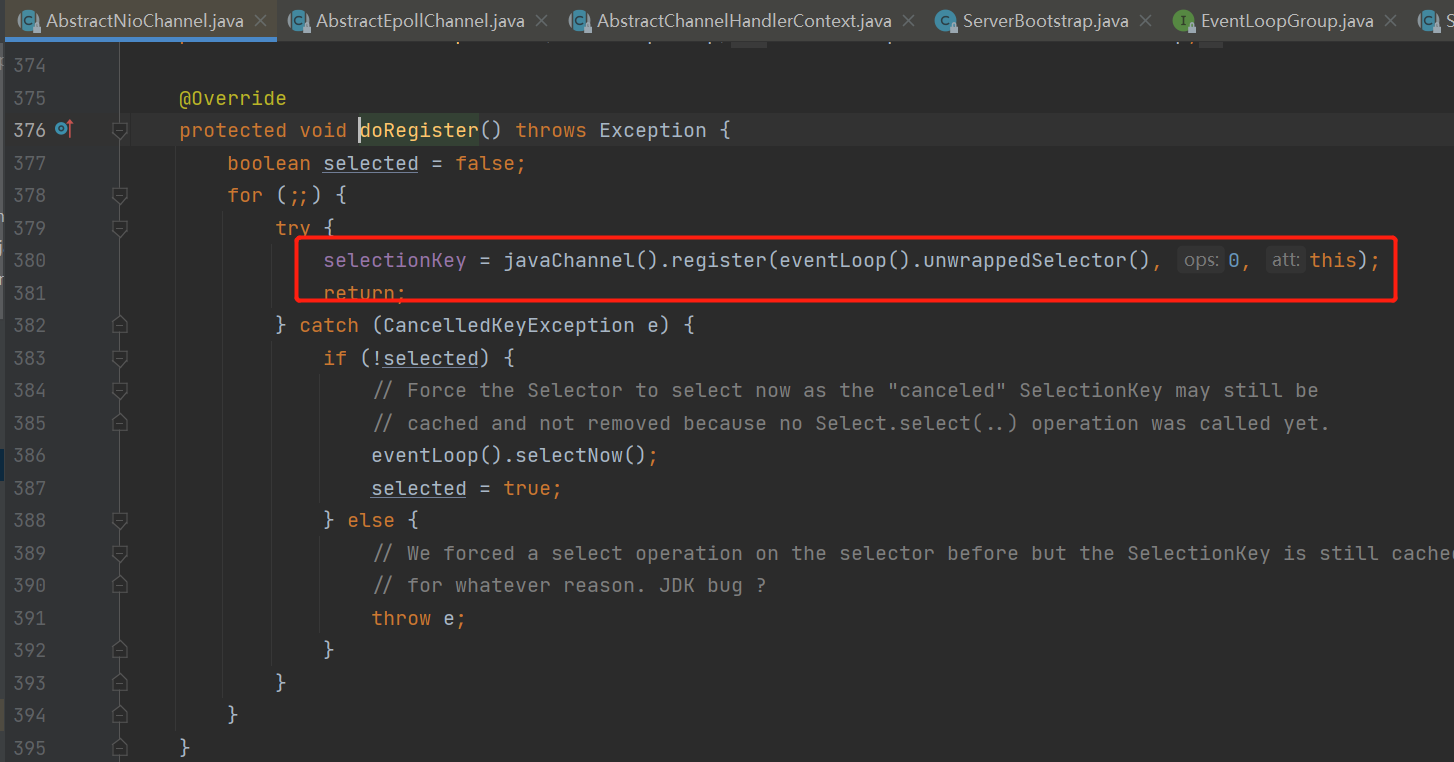 AbstractNioChannel.java AbstractEpollChannel.java AbstractChannelHandlerContext.java ServerBootstrap.java EventLoopGroup.java
374
375 @Override
376 protected void doRegister() throws Exception {
377 boolean selected = false;
378 for (;;) {
379 try {
380 selectionKey = javaChannel().register(eventLoop().unwrappedSelector(), ops: 0, att: this);
381 return;
382 } catch (CancelledKeyException e) {
383 if (!selected) {
384 // Force the Selector to select now as the "canceled" SelectionKey may still be
385 // cached and not removed because no Select.select(..) operation was called yet.
386 eventLoop().selectNow();
387 selected = true;
388 } else {
389 // We forced a select operation on the selector before but the SelectionKey is still cache
390 // for whatever reason. JDK bug ?
391 throw e;
392 }
393 }
394 }
395 }